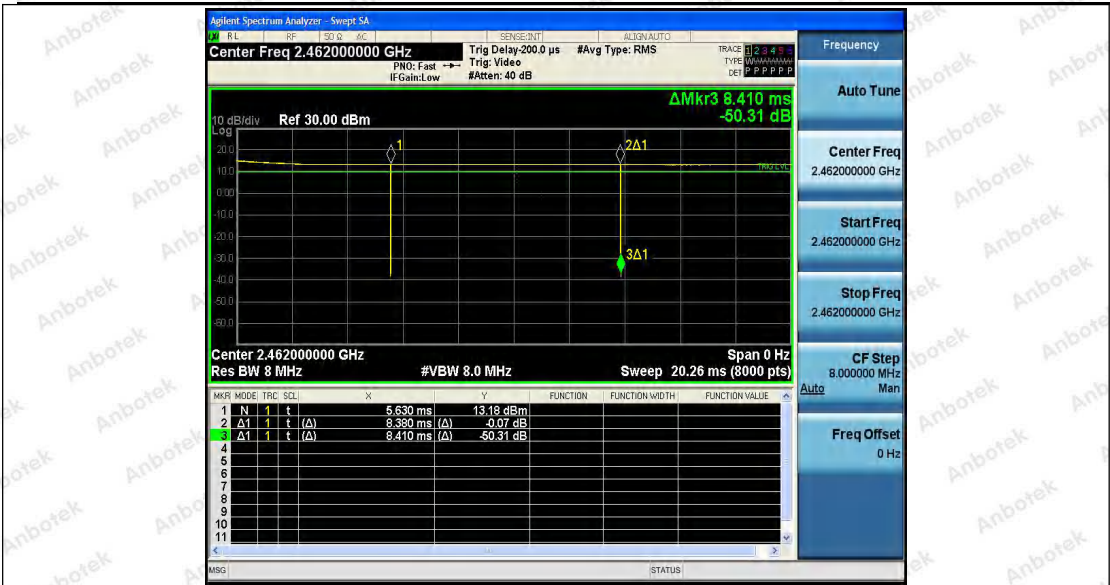 Agilent Spectrum Analyzer - Swept SA
RL RF 50 Ω AC SENSE:INT ALIGNAUTO
Center Freq 2.462000000 GHz
PNO: Fast
IFGain:Low
Trig Delay-200.0 µs
Trig: Video
#Atten: 40 dB
#Avg Type: RMS
TRACE 1 2 3 4 5 6
TYPE WWWWWW
DET P P P P P P
ΔMkr3 8.410 ms
-50.31 dB
10 dB/div Ref 30.00 dBm
Log
20.0
10.0
0.00
-10.0
-20.0
-30.0
-40.0
-50.0
-60.0
1
2Δ1
TRIG LVL
3Δ1
Center 2.462000000 GHz Span 0 Hz
Res BW 8 MHz #VBW 8.0 MHz Sweep 20.26 ms (8000 pts)
MKR MODE TRC SCL X Y FUNCTION FUNCTION WIDTH FUNCTION VALUE
1 N 1 t 5.630 ms 13.18 dBm
2 Δ1 1 t (Δ) 8.380 ms (Δ) -0.07 dB
3 Δ1 1 t (Δ) 8.410 ms (Δ) -50.31 dB
4
5
6
7
8
9
10
11
MSG STATUS
Frequency
Auto Tune
Center Freq
2.462000000 GHz
Start Freq
2.462000000 GHz
Stop Freq
2.462000000 GHz
CF Step
8.000000 MHz
Auto Man
Freq Offset
0 Hz
Anbotek